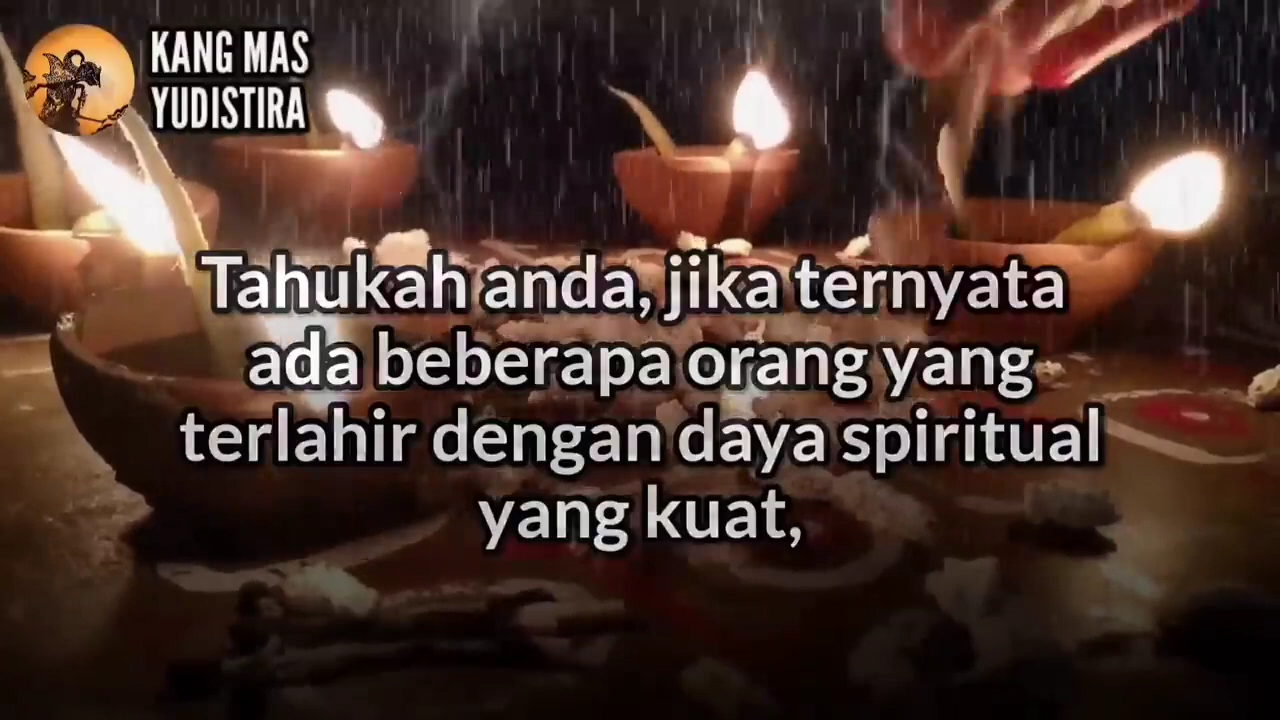 KANG MAS
YUDISTIRA
Tahukah anda, jika ternyata
ada beberapa orang yang
terlahir dengan daya spiritual
yang kuat,